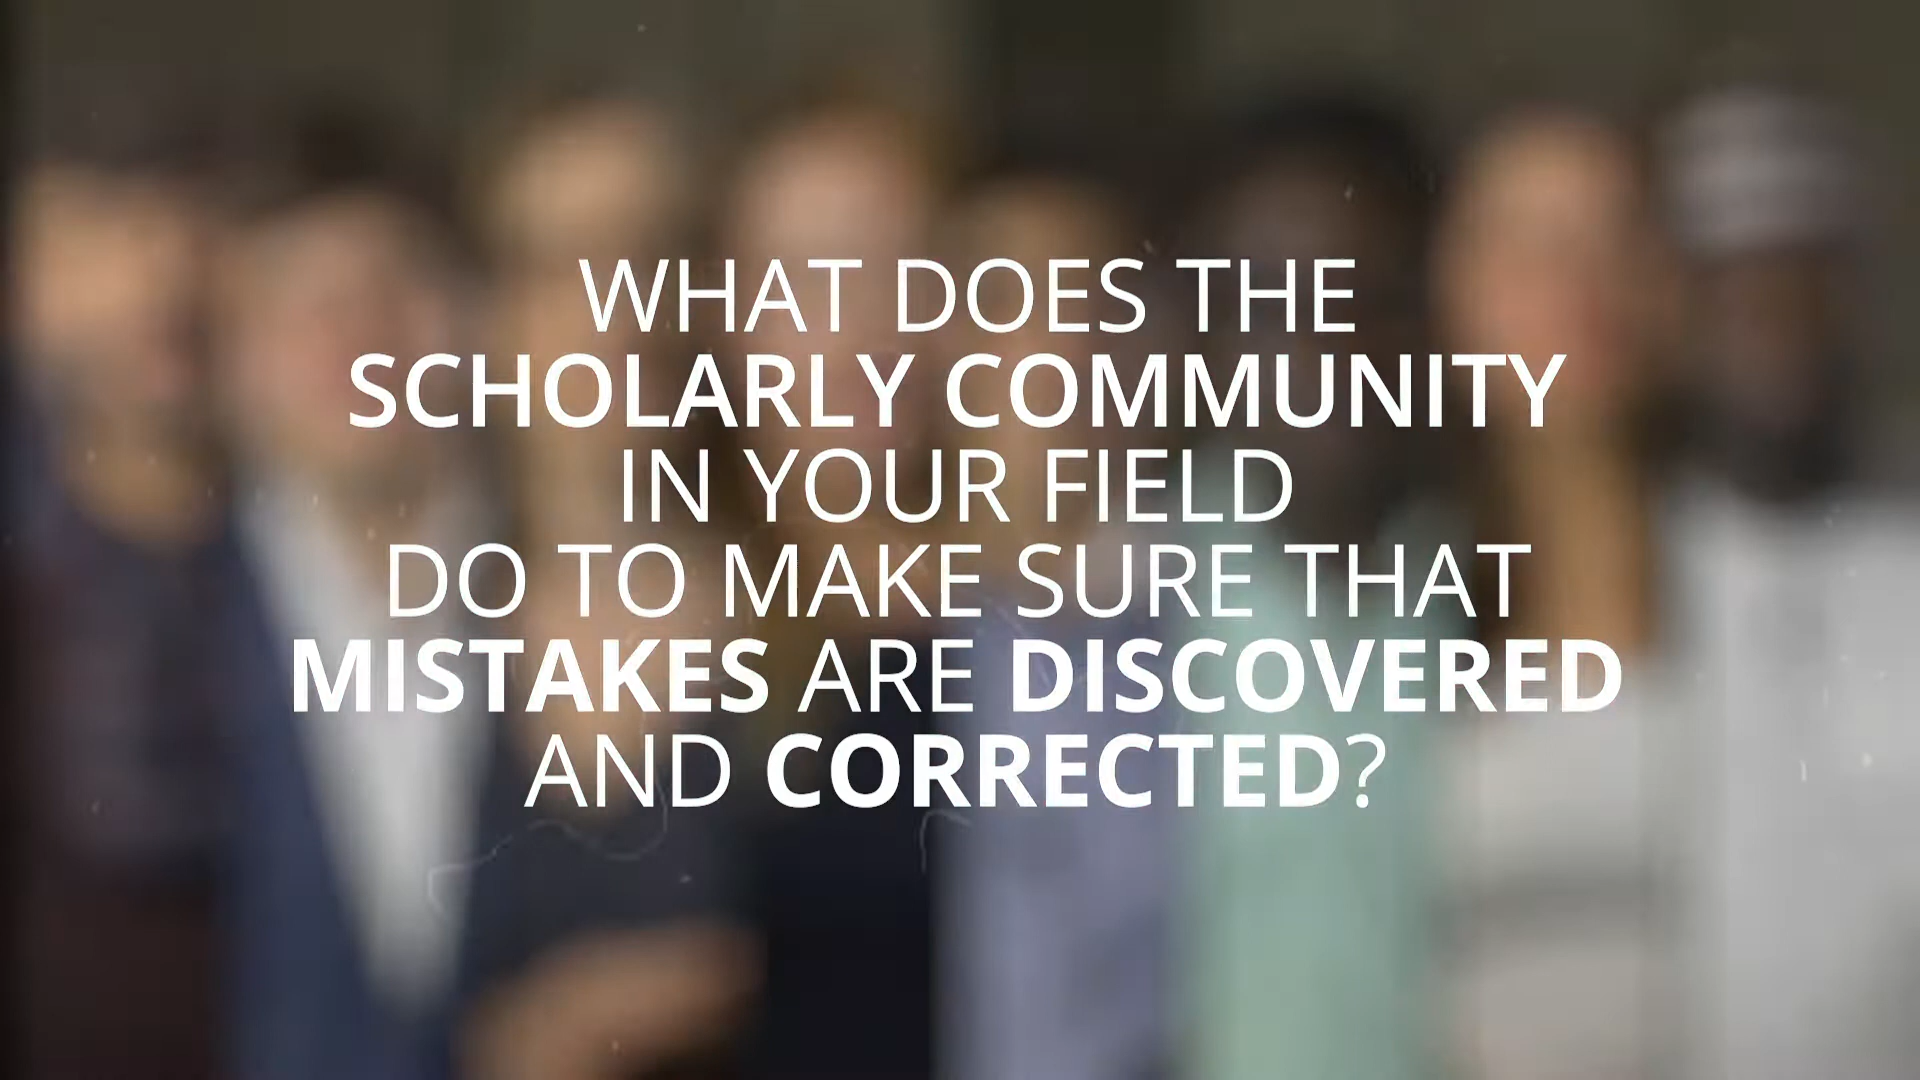 WHAT DOES THE
SCHOLARLY COMMUNITY
IN YOUR FIELD
DO TO MAKE SURE THAT
MISTAKES ARE DISCOVERED
AND CORRECTED?